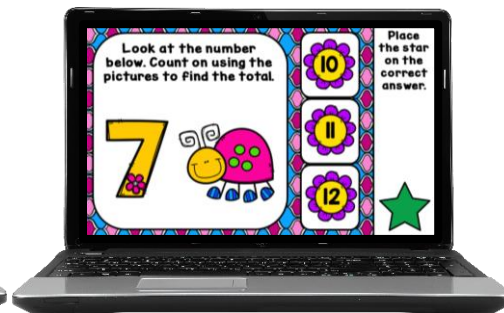 Look at the number
below. Count on using the
pictures to find the total.
7
10
11
12
Place
the star
on the
correct
answer.